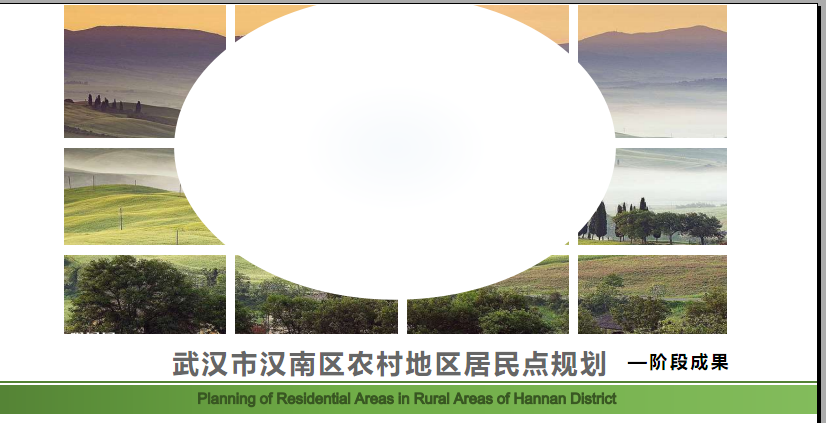 武汉市汉南区农村地区居民点规划 —阶段成果
Planning of Residential Areas in Rural Areas of Hannan District